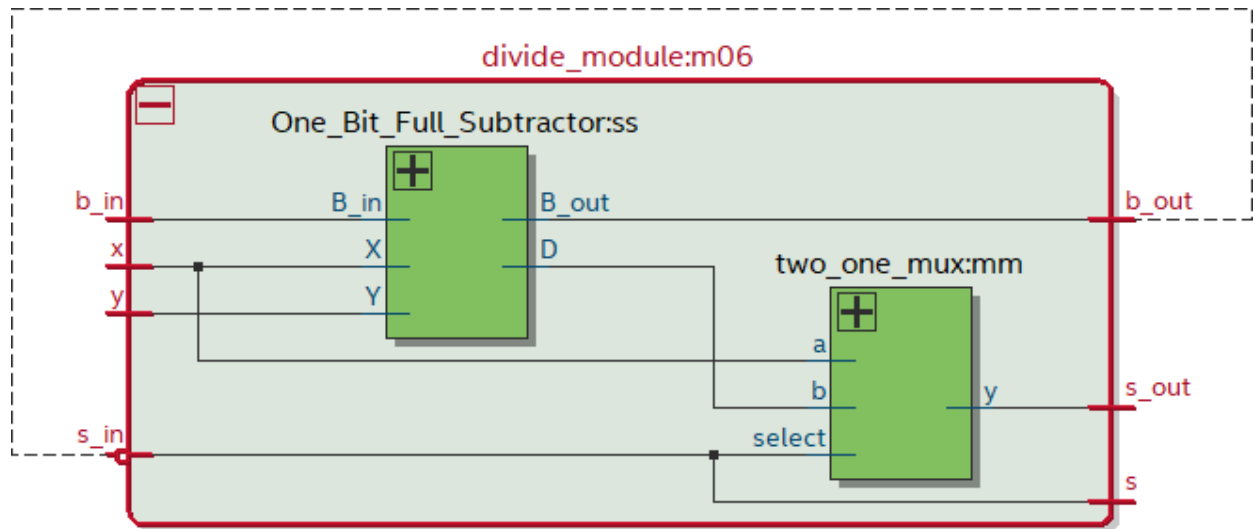 divide_module:m06
One_Bit_Full_Subtractor:ss
b_in
B_in
B_out
b_out
x
X
D
two_one_mux:mm
y
Y
a
b
y
s_out
s_in
select
s